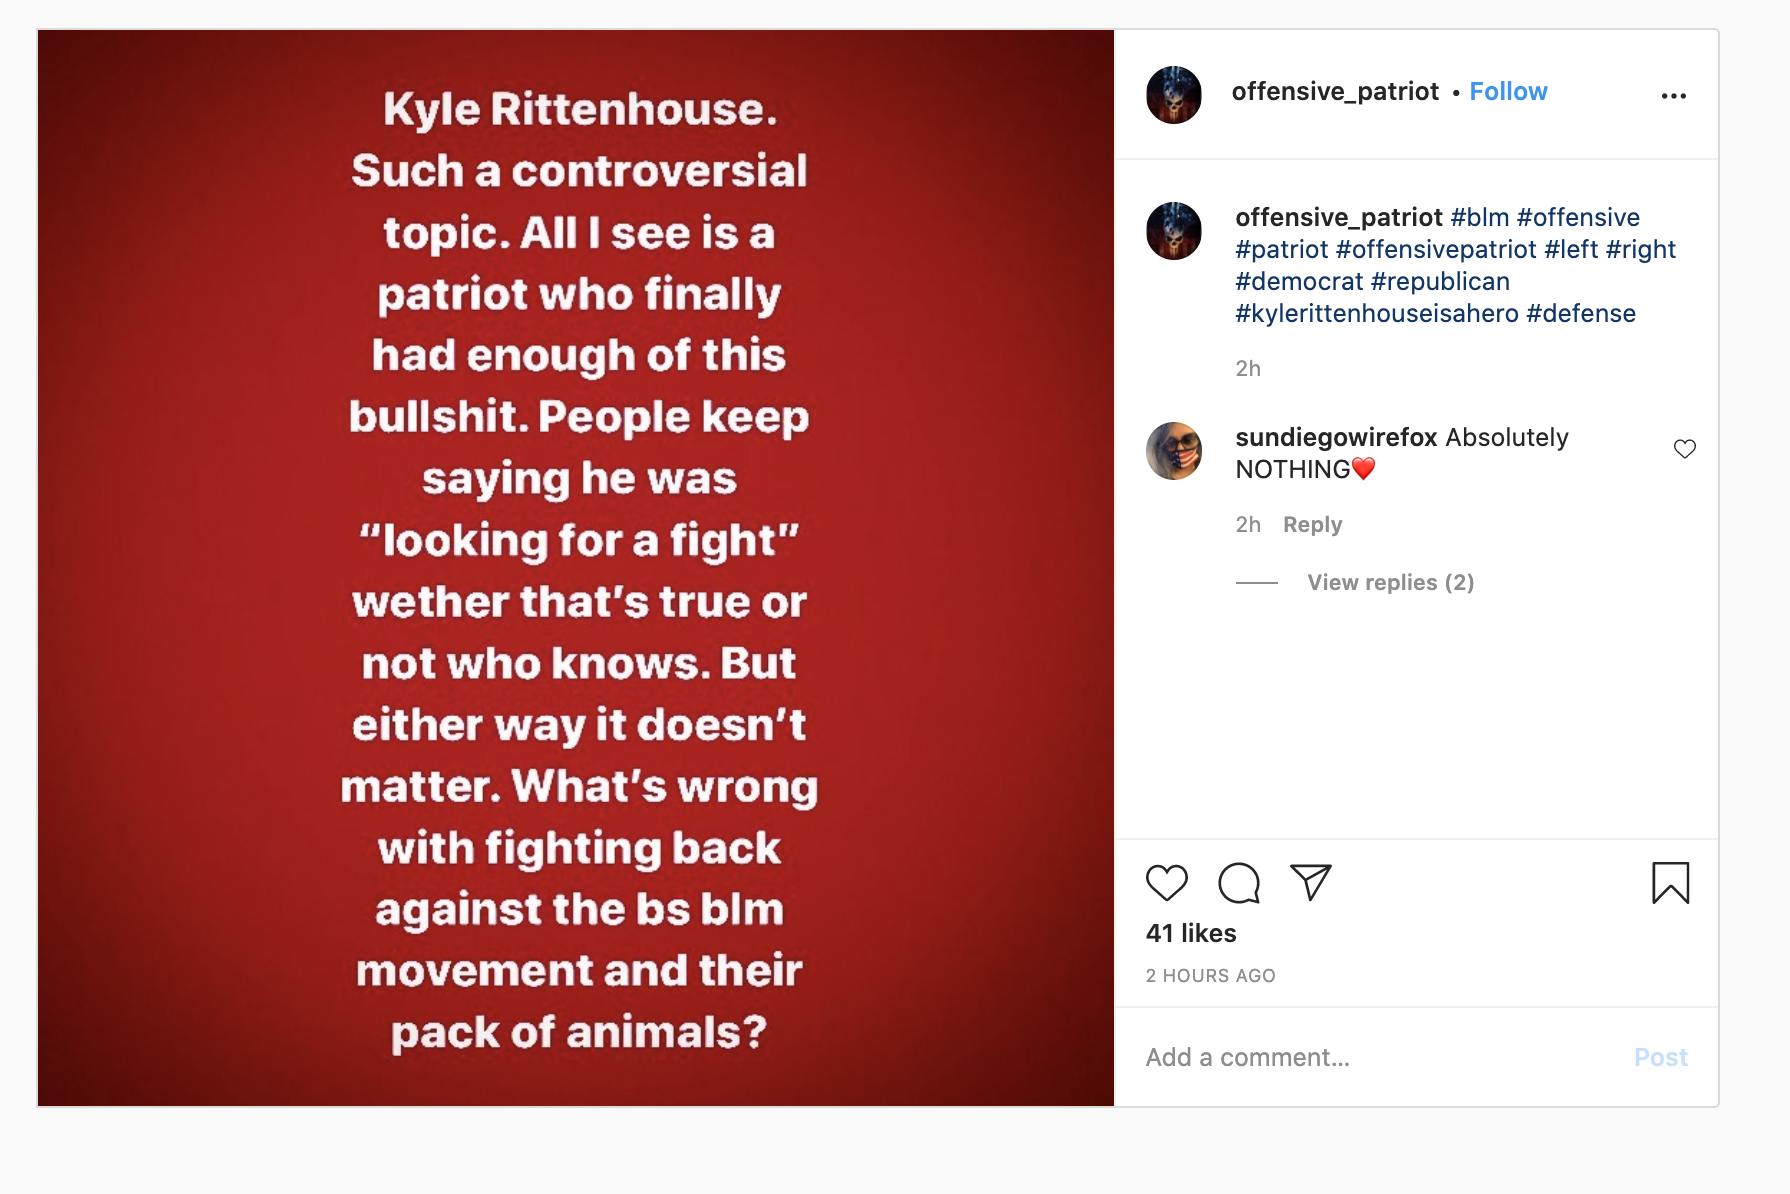 Kyle Rittenhouse.
Such a controversial
topic. All I see is a
patriot who finally
had enough of this
bullshit. People keep
saying he was
“looking for a fight”
wether that’s true or
not who knows. But
either way it doesn’t
matter. What’s wrong
with fighting back
against the bs blm
movement and their
pack of animals?
offensive_patriot • Follow
offensive_patriot #blm #offensive
#patriot #offensivepatriot #left #right
#democrat #republican
#kylerittenhouseisahero #defense
2h
sundiegowirefox Absolutely
NOTHING❤️
2h Reply
View replies (2)
41 likes
2 HOURS AGO
Add a comment... Post